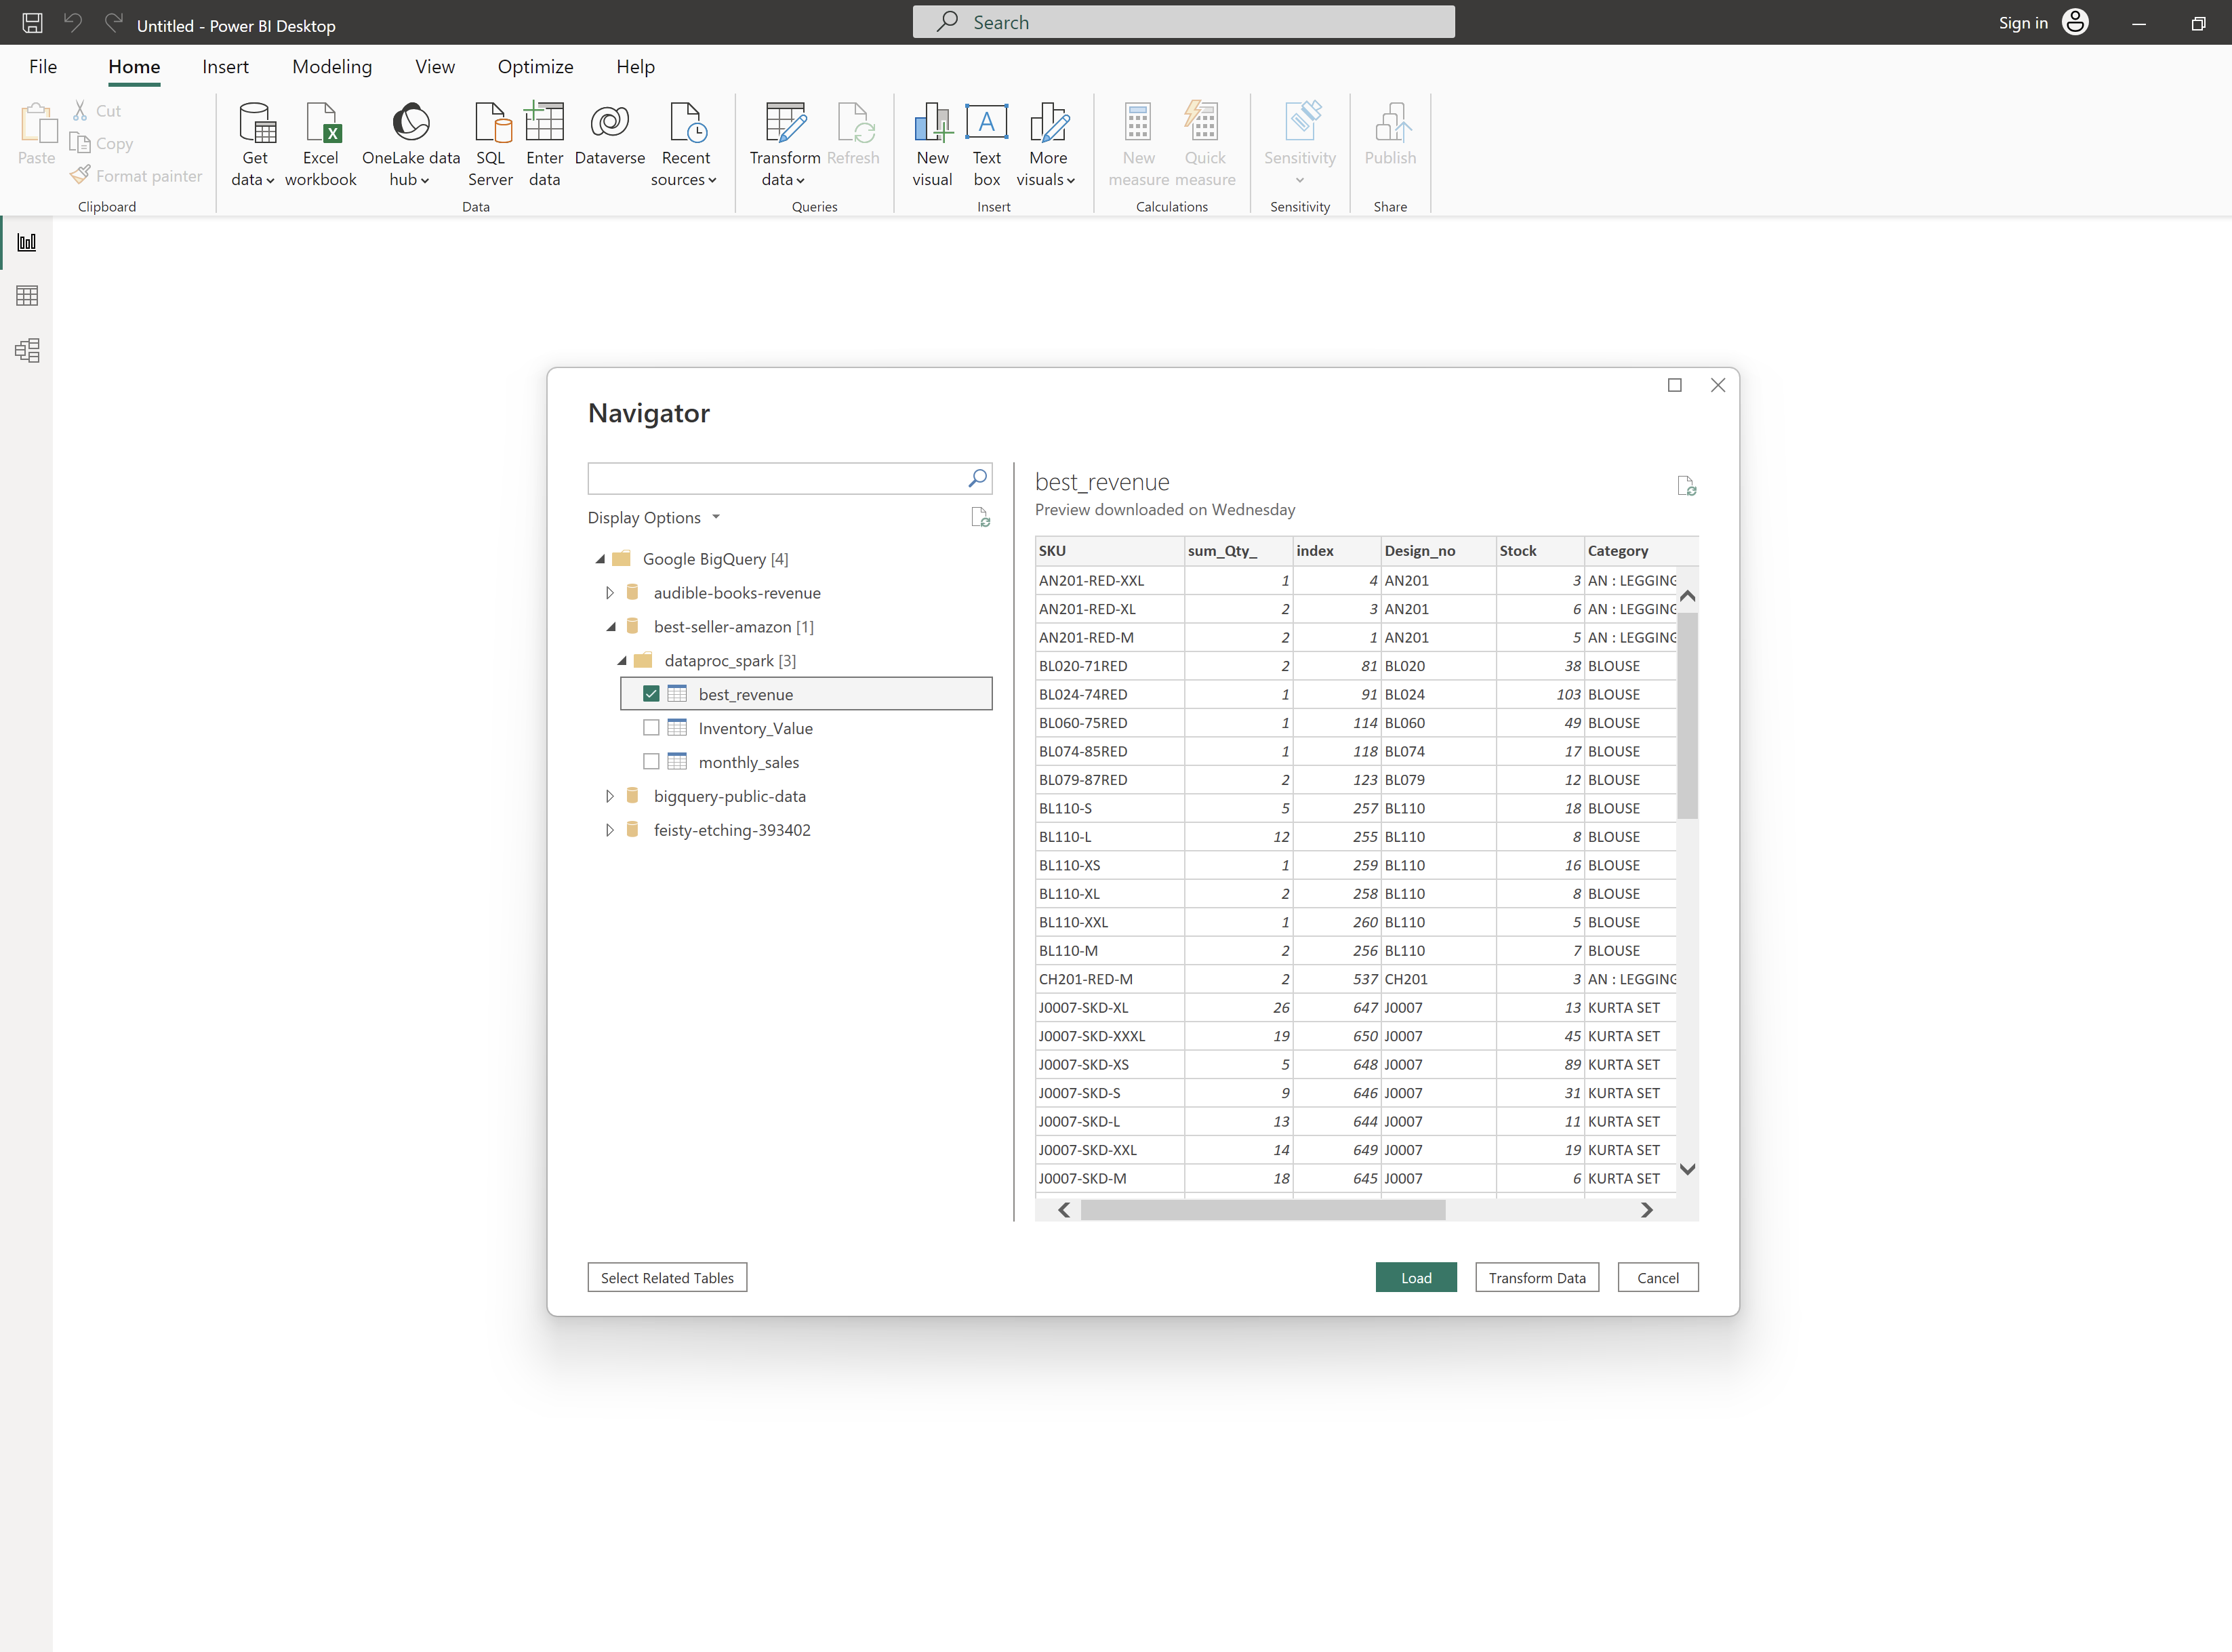 Untitled - Power BI Desktop
Search
Sign in
File Home Insert Modeling View Optimize Help
Paste
Cut
Copy
Format painter
Clipboard
Get data
Excel workbook
OneLake data hub
SQL Server
Enter data
Dataverse
Recent sources
Data
Transform data
Refresh
Queries
New visual
Text box
More visuals
Insert
New measure
Quick measure
Calculations
Sensitivity
Sensitivity
Publish
Share
Navigator
Display Options
Google BigQuery [4]
audible-books-revenue
best-seller-amazon [1]
dataproc_spark [3]
best_revenue
Inventory_Value
monthly_sales
bigquery-public-data
feisty-etching-393402
best_revenue
Preview downloaded on Wednesday
SKU sum_Qty_ index Design_no Stock Category
AN201-RED-XXL 1 4 AN201 3 AN : LEGGING
AN201-RED-XL 2 3 AN201 6 AN : LEGGING
AN201-RED-M 2 1 AN201 5 AN : LEGGING
BL020-71RED 2 81 BL020 38 BLOUSE
BL024-74RED 1 91 BL024 103 BLOUSE
BL060-75RED 1 114 BL060 49 BLOUSE
BL074-85RED 1 118 BL074 17 BLOUSE
BL079-87RED 2 123 BL079 12 BLOUSE
BL110-S 5 257 BL110 18 BLOUSE
BL110-L 12 255 BL110 8 BLOUSE
BL110-XS 1 259 BL110 16 BLOUSE
BL110-XL 2 258 BL110 8 BLOUSE
BL110-XXL 1 260 BL110 5 BLOUSE
BL110-M 2 256 BL110 7 BLOUSE
CH201-RED-M 2 537 CH201 3 AN : LEGGING
J0007-SKD-XL 26 647 J0007 13 KURTA SET
J0007-SKD-XXXL 19 650 J0007 45 KURTA SET
J0007-SKD-XS 5 648 J0007 89 KURTA SET
J0007-SKD-S 9 646 J0007 31 KURTA SET
J0007-SKD-L 13 644 J0007 11 KURTA SET
J0007-SKD-XXL 14 649 J0007 19 KURTA SET
J0007-SKD-M 18 645 J0007 6 KURTA SET
Select Related Tables
Load
Transform Data
Cancel